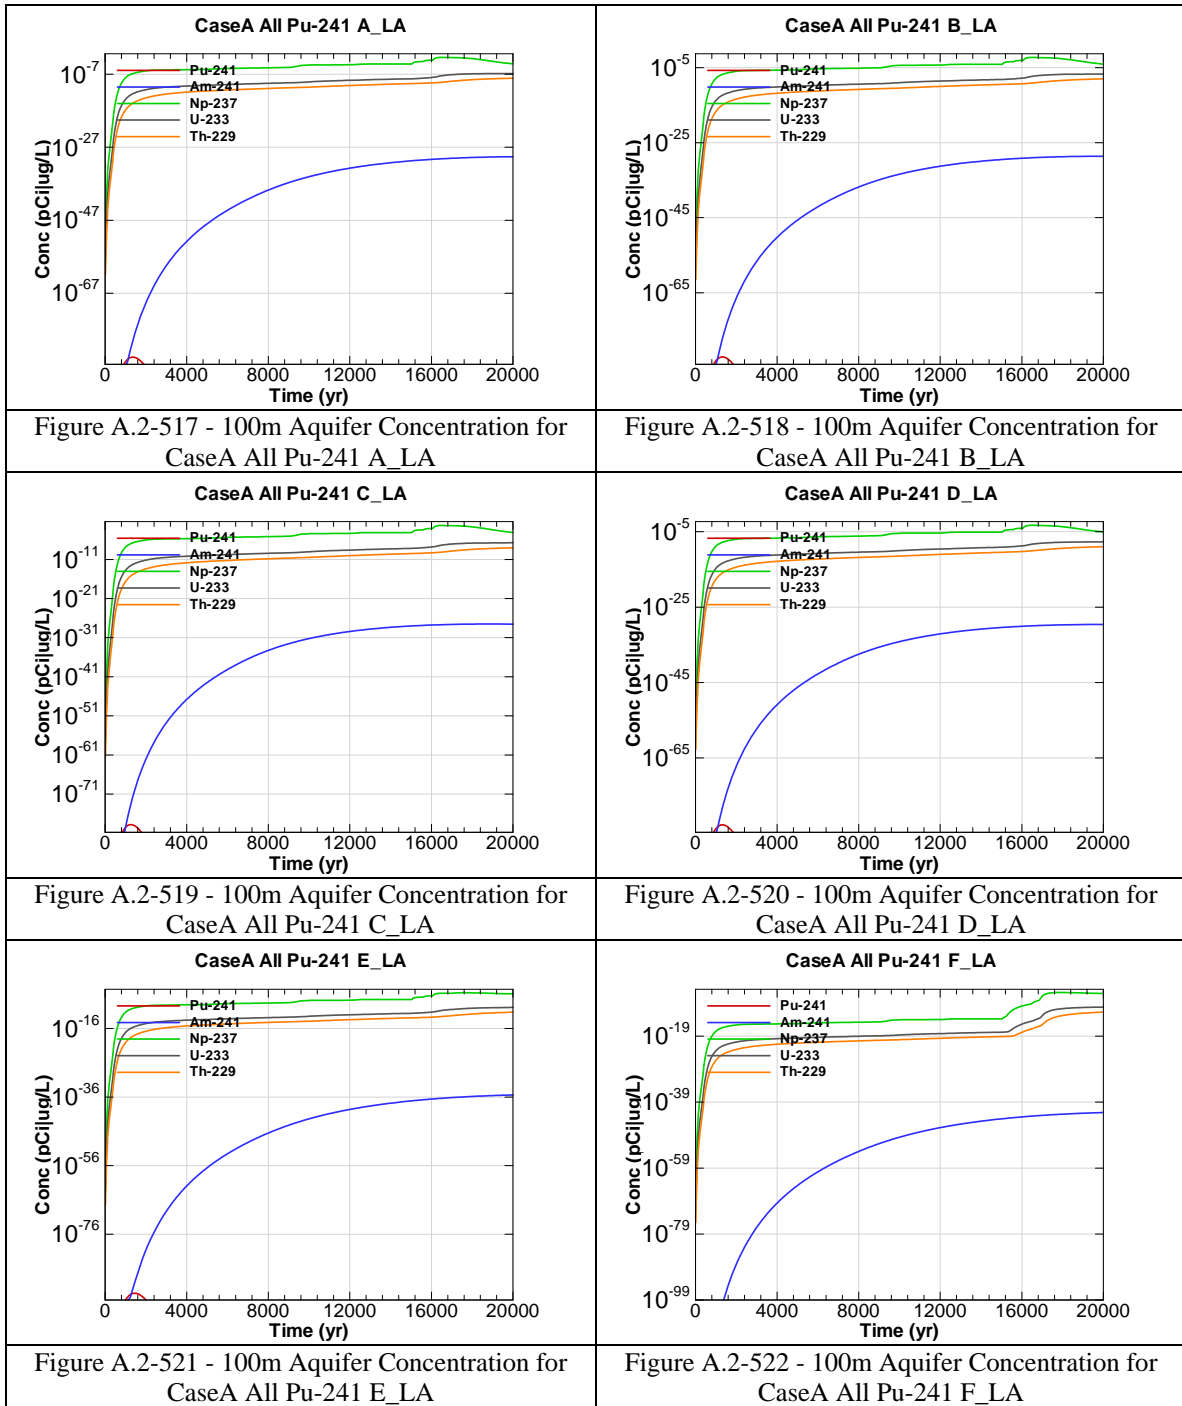 CaseA All Pu-241 A_LA
Conc (pCi|ug/L)
10-7
10-27
10-47
10-67
Pu-241
Am-241
Np-237
U-233
Th-229
0 4000 8000 12000 16000 20000
Time (yr)
Figure A.2-517 - 100m Aquifer Concentration for
CaseA All Pu-241 A_LA
CaseA All Pu-241 B_LA
Conc (pCi|ug/L)
10-5
10-25
10-45
10-65
Pu-241
Am-241
Np-237
U-233
Th-229
0 4000 8000 12000 16000 20000
Time (yr)
Figure A.2-518 - 100m Aquifer Concentration for
CaseA All Pu-241 B_LA
CaseA All Pu-241 C_LA
Conc (pCi|ug/L)
10-11
10-21
10-31
10-41
10-51
10-61
10-71
Pu-241
Am-241
Np-237
U-233
Th-229
0 4000 8000 12000 16000 20000
Time (yr)
Figure A.2-519 - 100m Aquifer Concentration for
CaseA All Pu-241 C_LA
CaseA All Pu-241 D_LA
Conc (pCi|ug/L)
10-5
10-25
10-45
10-65
Pu-241
Am-241
Np-237
U-233
Th-229
0 4000 8000 12000 16000 20000
Time (yr)
Figure A.2-520 - 100m Aquifer Concentration for
CaseA All Pu-241 D_LA
CaseA All Pu-241 E_LA
Conc (pCi|ug/L)
10-16
10-36
10-56
10-76
Pu-241
Am-241
Np-237
U-233
Th-229
0 4000 8000 12000 16000 20000
Time (yr)
Figure A.2-521 - 100m Aquifer Concentration for
CaseA All Pu-241 E_LA
CaseA All Pu-241 F_LA
Conc (pCi|ug/L)
10-19
10-39
10-59
10-79
10-99
Pu-241
Am-241
Np-237
U-233
Th-229
0 4000 8000 12000 16000 20000
Time (yr)
Figure A.2-522 - 100m Aquifer Concentration for
CaseA All Pu-241 F_LA